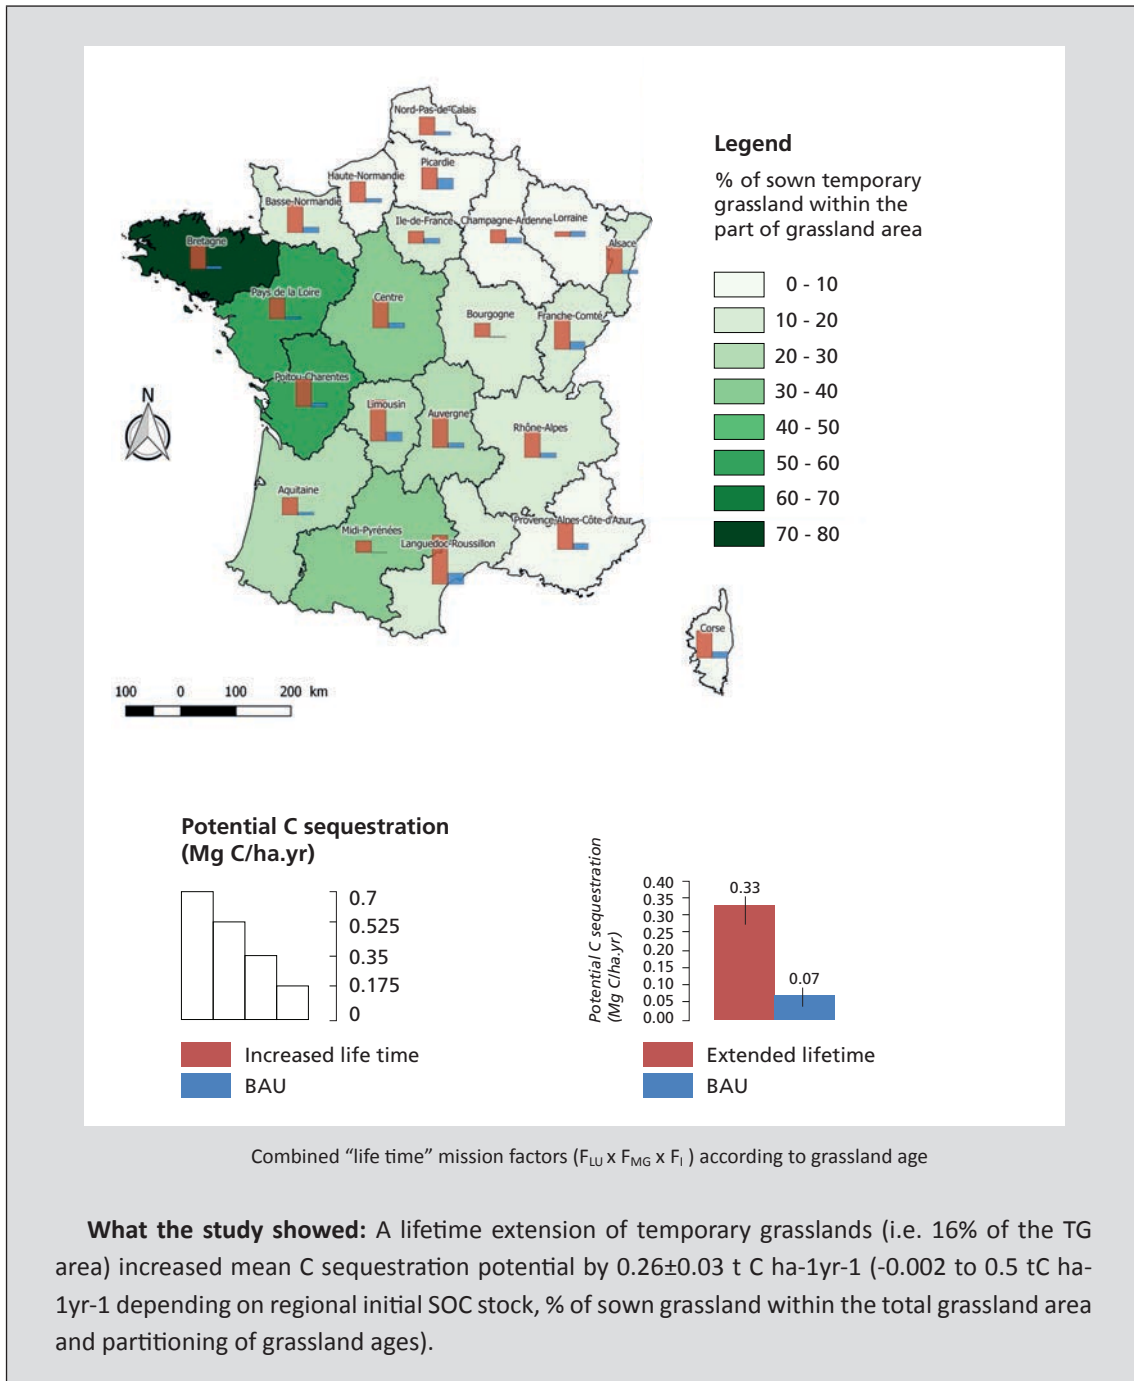 Nord-Pas-de-Calais
Picardie
Haute-Normandie
Basse-Normandie
Ile-de-France
Champagne-Ardenne
Lorraine
Alsace
Bretagne
Pays de la Loire
Centre
Bourgogne
Franche-Comté
Poitou-Charentes
Limousin
Auvergne
Rhône-Alpes
Aquitaine
Midi-Pyrénées
Languedoc-Roussillon
Provence-Alpes-Côte-d'Azur
Corse
N
100 0 100 200 km
Legend
% of sown temporary
grassland within the
part of grassland area
0 - 10
10 - 20
20 - 30
30 - 40
40 - 50
50 - 60
60 - 70
70 - 80
Potential C sequestration
(Mg C/ha.yr)
0.7
0.525
0.35
0.175
0
Increased life time
BAU
Potential C sequestration
(Mg C/ha.yr)
0.40
0.35
0.30
0.25
0.20
0.15
0.10
0.05
0.00
0.33
0.07
Extended lifetime
BAU
Combined “life time” mission factors (FLU x FMG x FI ) according to grassland age
What the study showed: A lifetime extension of temporary grasslands (i.e. 16% of the TG
area) increased mean C sequestration potential by 0.26±0.03 t C ha-1yr-1 (-0.002 to 0.5 tC ha-
1yr-1 depending on regional initial SOC stock, % of sown grassland within the total grassland area
and partitioning of grassland ages).